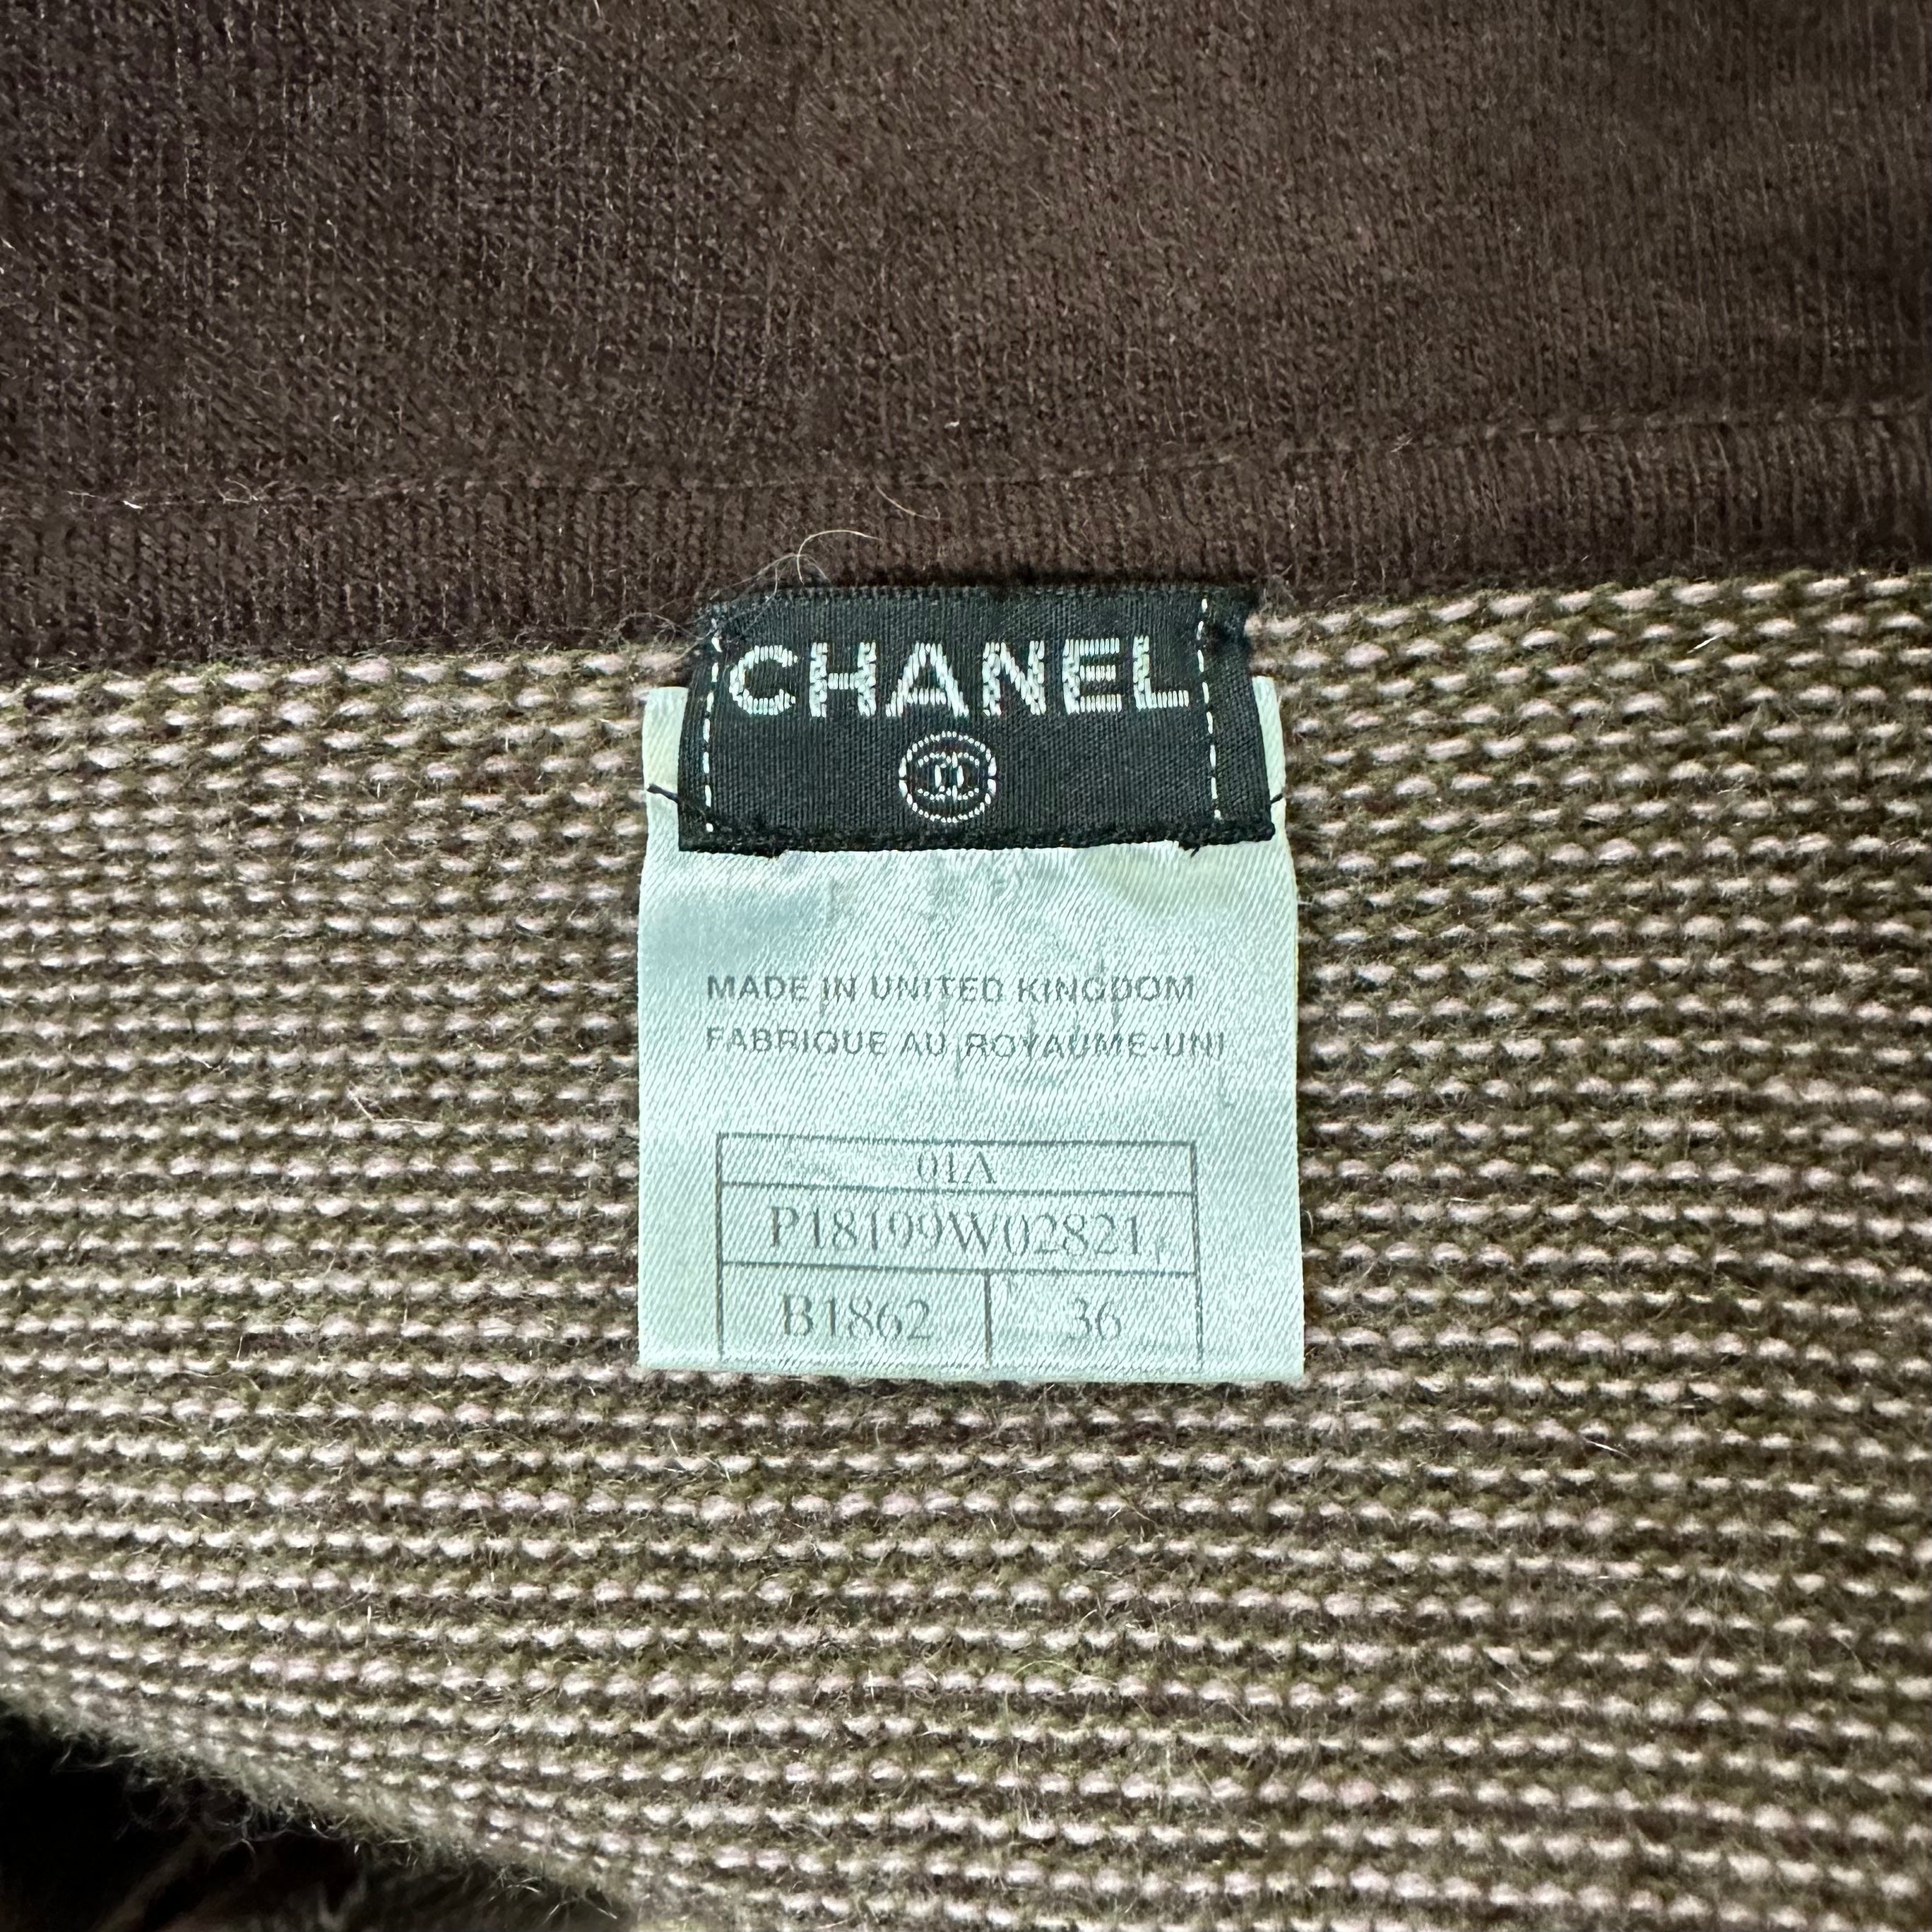 CHANEL
MADE IN UNITED KINGDOM
FABRIQUE AU ROYAUME-UNI
01A
P18199W02821
B1862 36